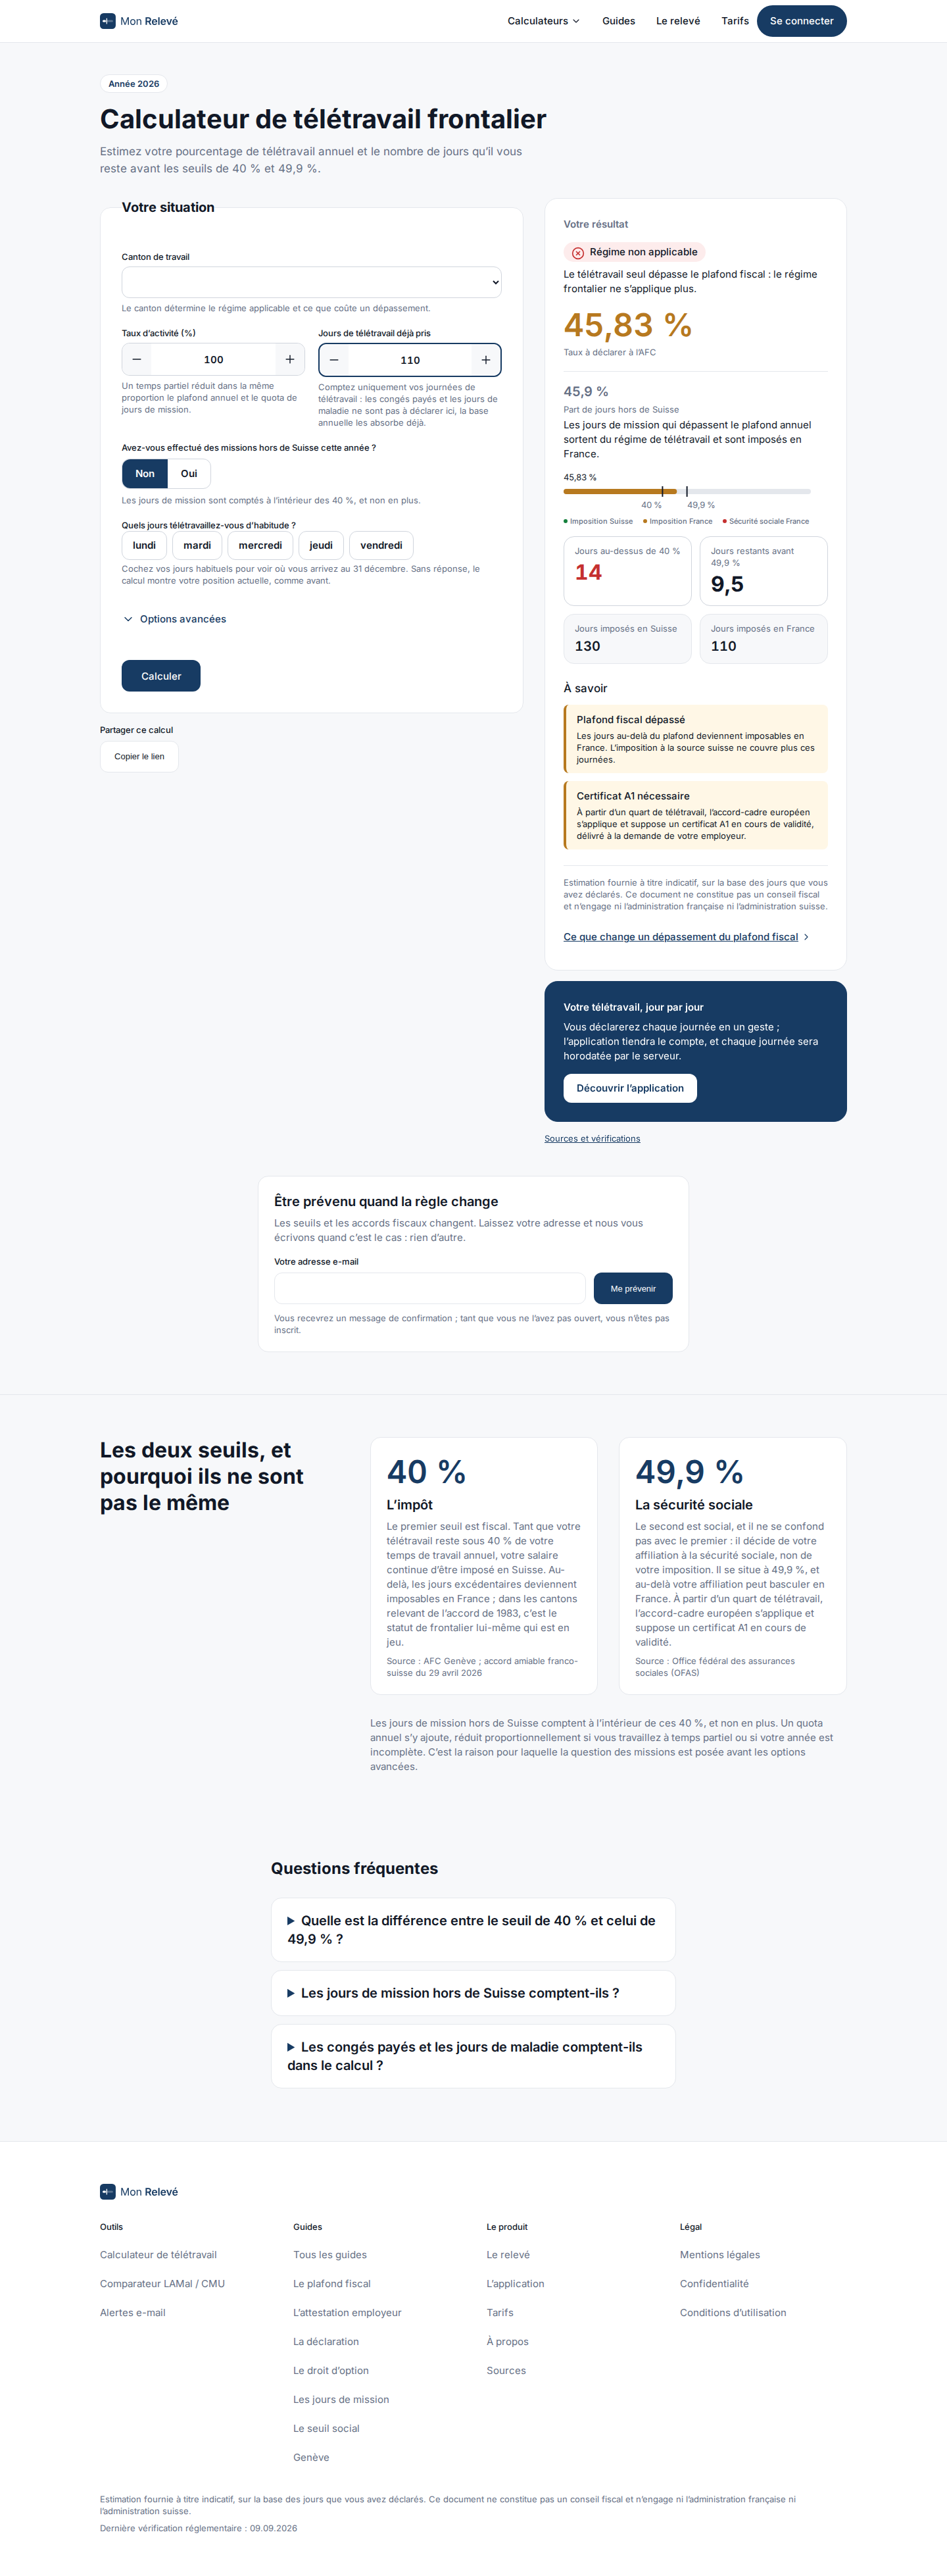 Mon Relevé
Calculateurs
Guides
Le relevé
Tarifs
Se connecter
Année 2026
Calculateur de télétravail frontalier
Estimez votre pourcentage de télétravail annuel et le nombre de jours qu’il vous
reste avant les seuils de 40 % et 49,9 %.
Votre situation
Canton de travail
Le canton détermine le régime applicable et ce que coûte un dépassement.
Taux d’activité (%)
− 100 +
Un temps partiel réduit dans la même
proportion le plafond annuel et le quota de
jours de mission.
Jours de télétravail déjà pris
− 110 +
Comptez uniquement vos journées de
télétravail : les congés payés et les jours de
maladie ne sont pas à déclarer ici, la base
annuelle les absorbe déjà.
Avez-vous effectué des missions hors de Suisse cette année ?
Non Oui
Les jours de mission sont comptés à l’intérieur des 40 %, et non en plus.
Quels jours télétravaillez-vous d’habitude ?
lundi mardi mercredi jeudi vendredi
Cochez vos jours habituels pour voir où vous arrivez au 31 décembre. Sans réponse, le
calcul montre votre position actuelle, comme avant.
Options avancées
Calculer
Partager ce calcul
Copier le lien
Votre résultat
Régime non applicable
Le télétravail seul dépasse le plafond fiscal : le régime
frontalier ne s’applique plus.
45,83 %
Taux à déclarer à l’AFC
45,9 %
Part de jours hors de Suisse
Les jours de mission qui dépassent le plafond annuel
sortent du régime de télétravail et sont imposés en
France.
45,83 %
40 % 49,9 %
Imposition Suisse Imposition France Sécurité sociale France
Jours au-dessus de 40 %
14
Jours restants avant
49,9 %
9,5
Jours imposés en Suisse
130
Jours imposés en France
110
À savoir
Plafond fiscal dépassé
Les jours au-delà du plafond deviennent imposables en
France. L’imposition à la source suisse ne couvre plus ces
journées.
Certificat A1 nécessaire
À partir d’un quart de télétravail, l’accord-cadre européen
s’applique et suppose un certificat A1 en cours de validité,
délivré à la demande de votre employeur.
Estimation fournie à titre indicatif, sur la base des jours que vous
avez déclarés. Ce document ne constitue pas un conseil fiscal
et n’engage ni l’administration française ni l’administration suisse.
Ce que change un dépassement du plafond fiscal
Votre télétravail, jour par jour
Vous déclarerez chaque journée en un geste ;
l’application tiendra le compte, et chaque journée sera
horodatée par le serveur.
Découvrir l’application
Sources et vérifications
Être prévenu quand la règle change
Les seuils et les accords fiscaux changent. Laissez votre adresse et nous vous
écrivons quand c’est le cas : rien d’autre.
Votre adresse e-mail
Me prévenir
Vous recevrez un message de confirmation ; tant que vous ne l’avez pas ouvert, vous n’êtes pas
inscrit.
Les deux seuils, et
pourquoi ils ne sont
pas le même
40 %
L’impôt
Le premier seuil est fiscal. Tant que votre
télétravail reste sous 40 % de votre
temps de travail annuel, votre salaire
continue d’être imposé en Suisse. Au-
delà, les jours excédentaires deviennent
imposables en France ; dans les cantons
relevant de l’accord de 1983, c’est le
statut de frontalier lui-même qui est en
jeu.
Source : AFC Genève ; accord amiable franco-
suisse du 29 avril 2026
49,9 %
La sécurité sociale
Le second est social, et il ne se confond
pas avec le premier : il décide de votre
affiliation à la sécurité sociale, non de
votre imposition. Il se situe à 49,9 %, et
au-delà votre affiliation peut basculer en
France. À partir d’un quart de télétravail,
l’accord-cadre européen s’applique et
suppose un certificat A1 en cours de
validité.
Source : Office fédéral des assurances
sociales (OFAS)
Les jours de mission hors de Suisse comptent à l’intérieur de ces 40 %, et non en plus. Un quota
annuel s’y ajoute, réduit proportionnellement si vous travaillez à temps partiel ou si votre année est
incomplète. C’est la raison pour laquelle la question des missions est posée avant les options
avancées.
Questions fréquentes
Quelle est la différence entre le seuil de 40 % et celui de
49,9 % ?
Les jours de mission hors de Suisse comptent-ils ?
Les congés payés et les jours de maladie comptent-ils
dans le calcul ?
Mon Relevé
Outils
Calculateur de télétravail
Comparateur LAMal / CMU
Alertes e-mail
Guides
Tous les guides
Le plafond fiscal
L’attestation employeur
La déclaration
Le droit d’option
Les jours de mission
Le seuil social
Genève
Le produit
Le relevé
L’application
Tarifs
À propos
Sources
Légal
Mentions légales
Confidentialité
Conditions d’utilisation
Estimation fournie à titre indicatif, sur la base des jours que vous avez déclarés. Ce document ne constitue pas un conseil fiscal et n’engage ni l’administration française ni
l’administration suisse.
Dernière vérification réglementaire : 09.09.2026